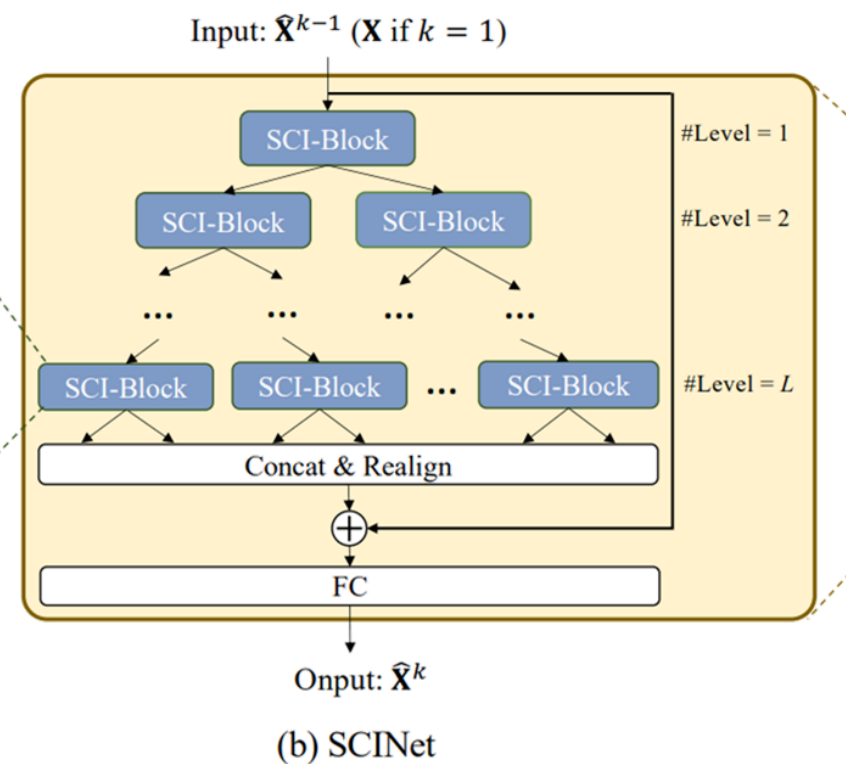 Input: X̂ᵏ⁻¹ (X if k = 1)
SCI-Block #Level = 1
SCI-Block SCI-Block #Level = 2
... ... ... ...
SCI-Block SCI-Block ... SCI-Block #Level = L
Concat & Realign
+
FC
Onput: X̂ᵏ
(b) SCINet